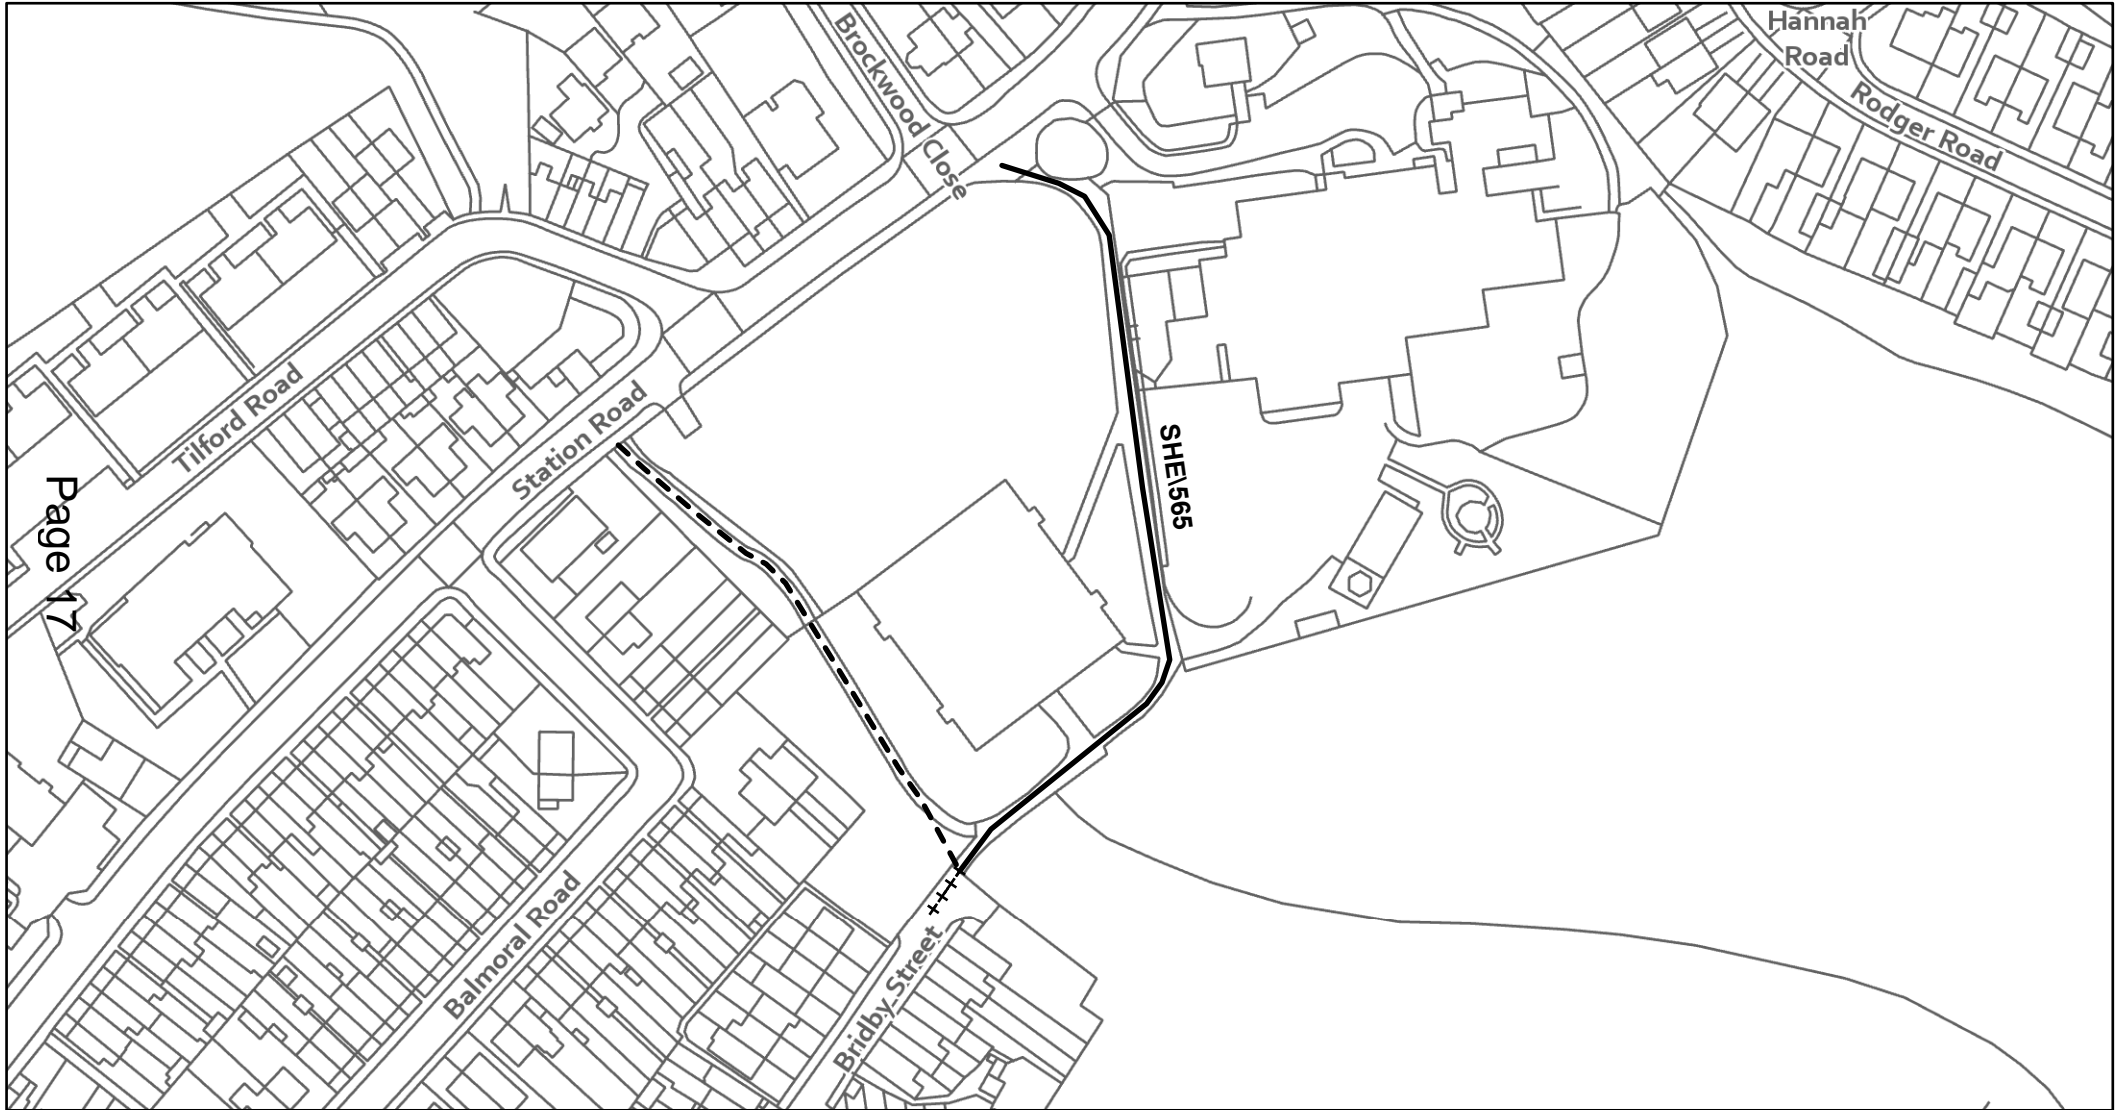 Hannah
Road
Rodger Road
Brockwood Close
Tilford Road
Station Road
SHE\565
Page 17
Balmoral Road
Bridby Street